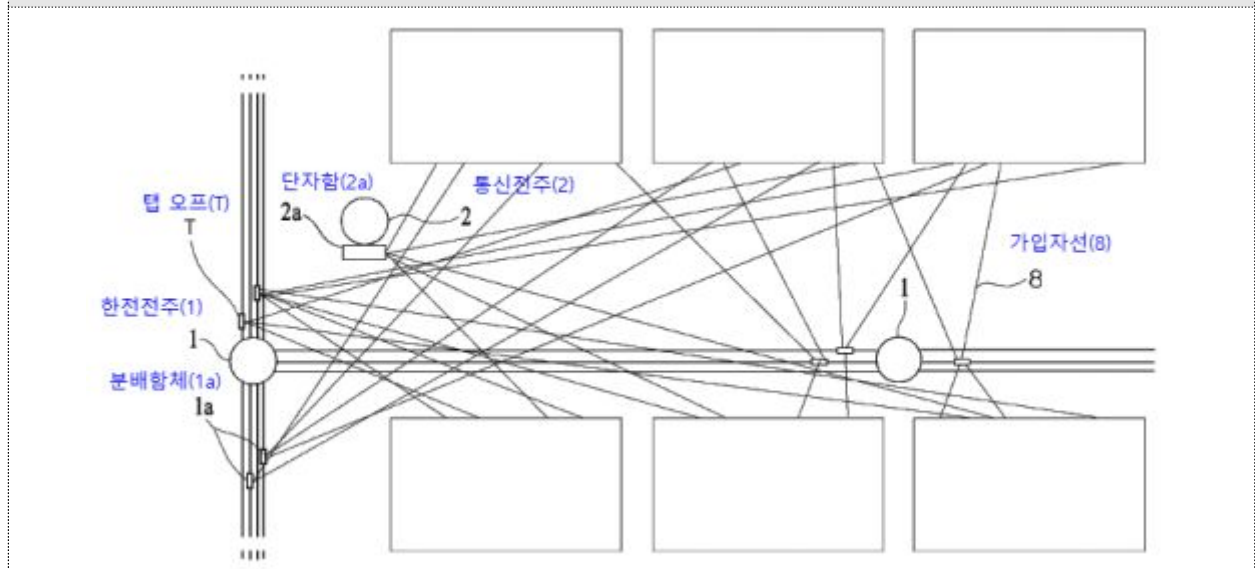 단자함(2a)
통신전주(2)
탭 오프(T)
2a
2
T
가입자선(8)
8
한전전주(1)
1
1
분배함체(1a)
1a